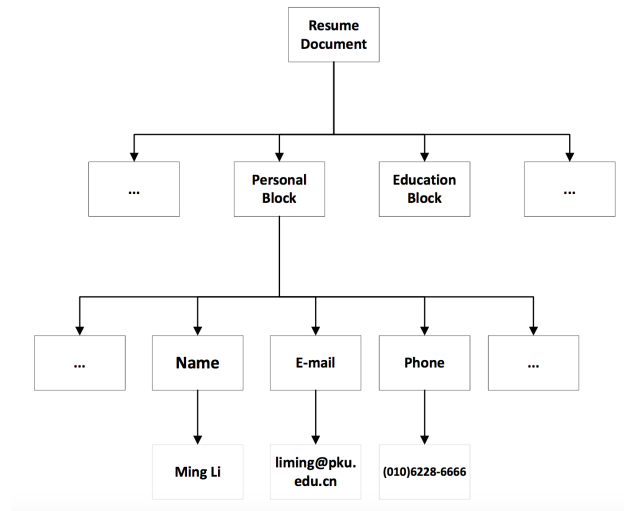 Resume
Document
...
Personal
Block
Education
Block
...
...
Name
E-mail
Phone
...
Ming Li
liming@pku.
edu.cn
(010)6228-6666